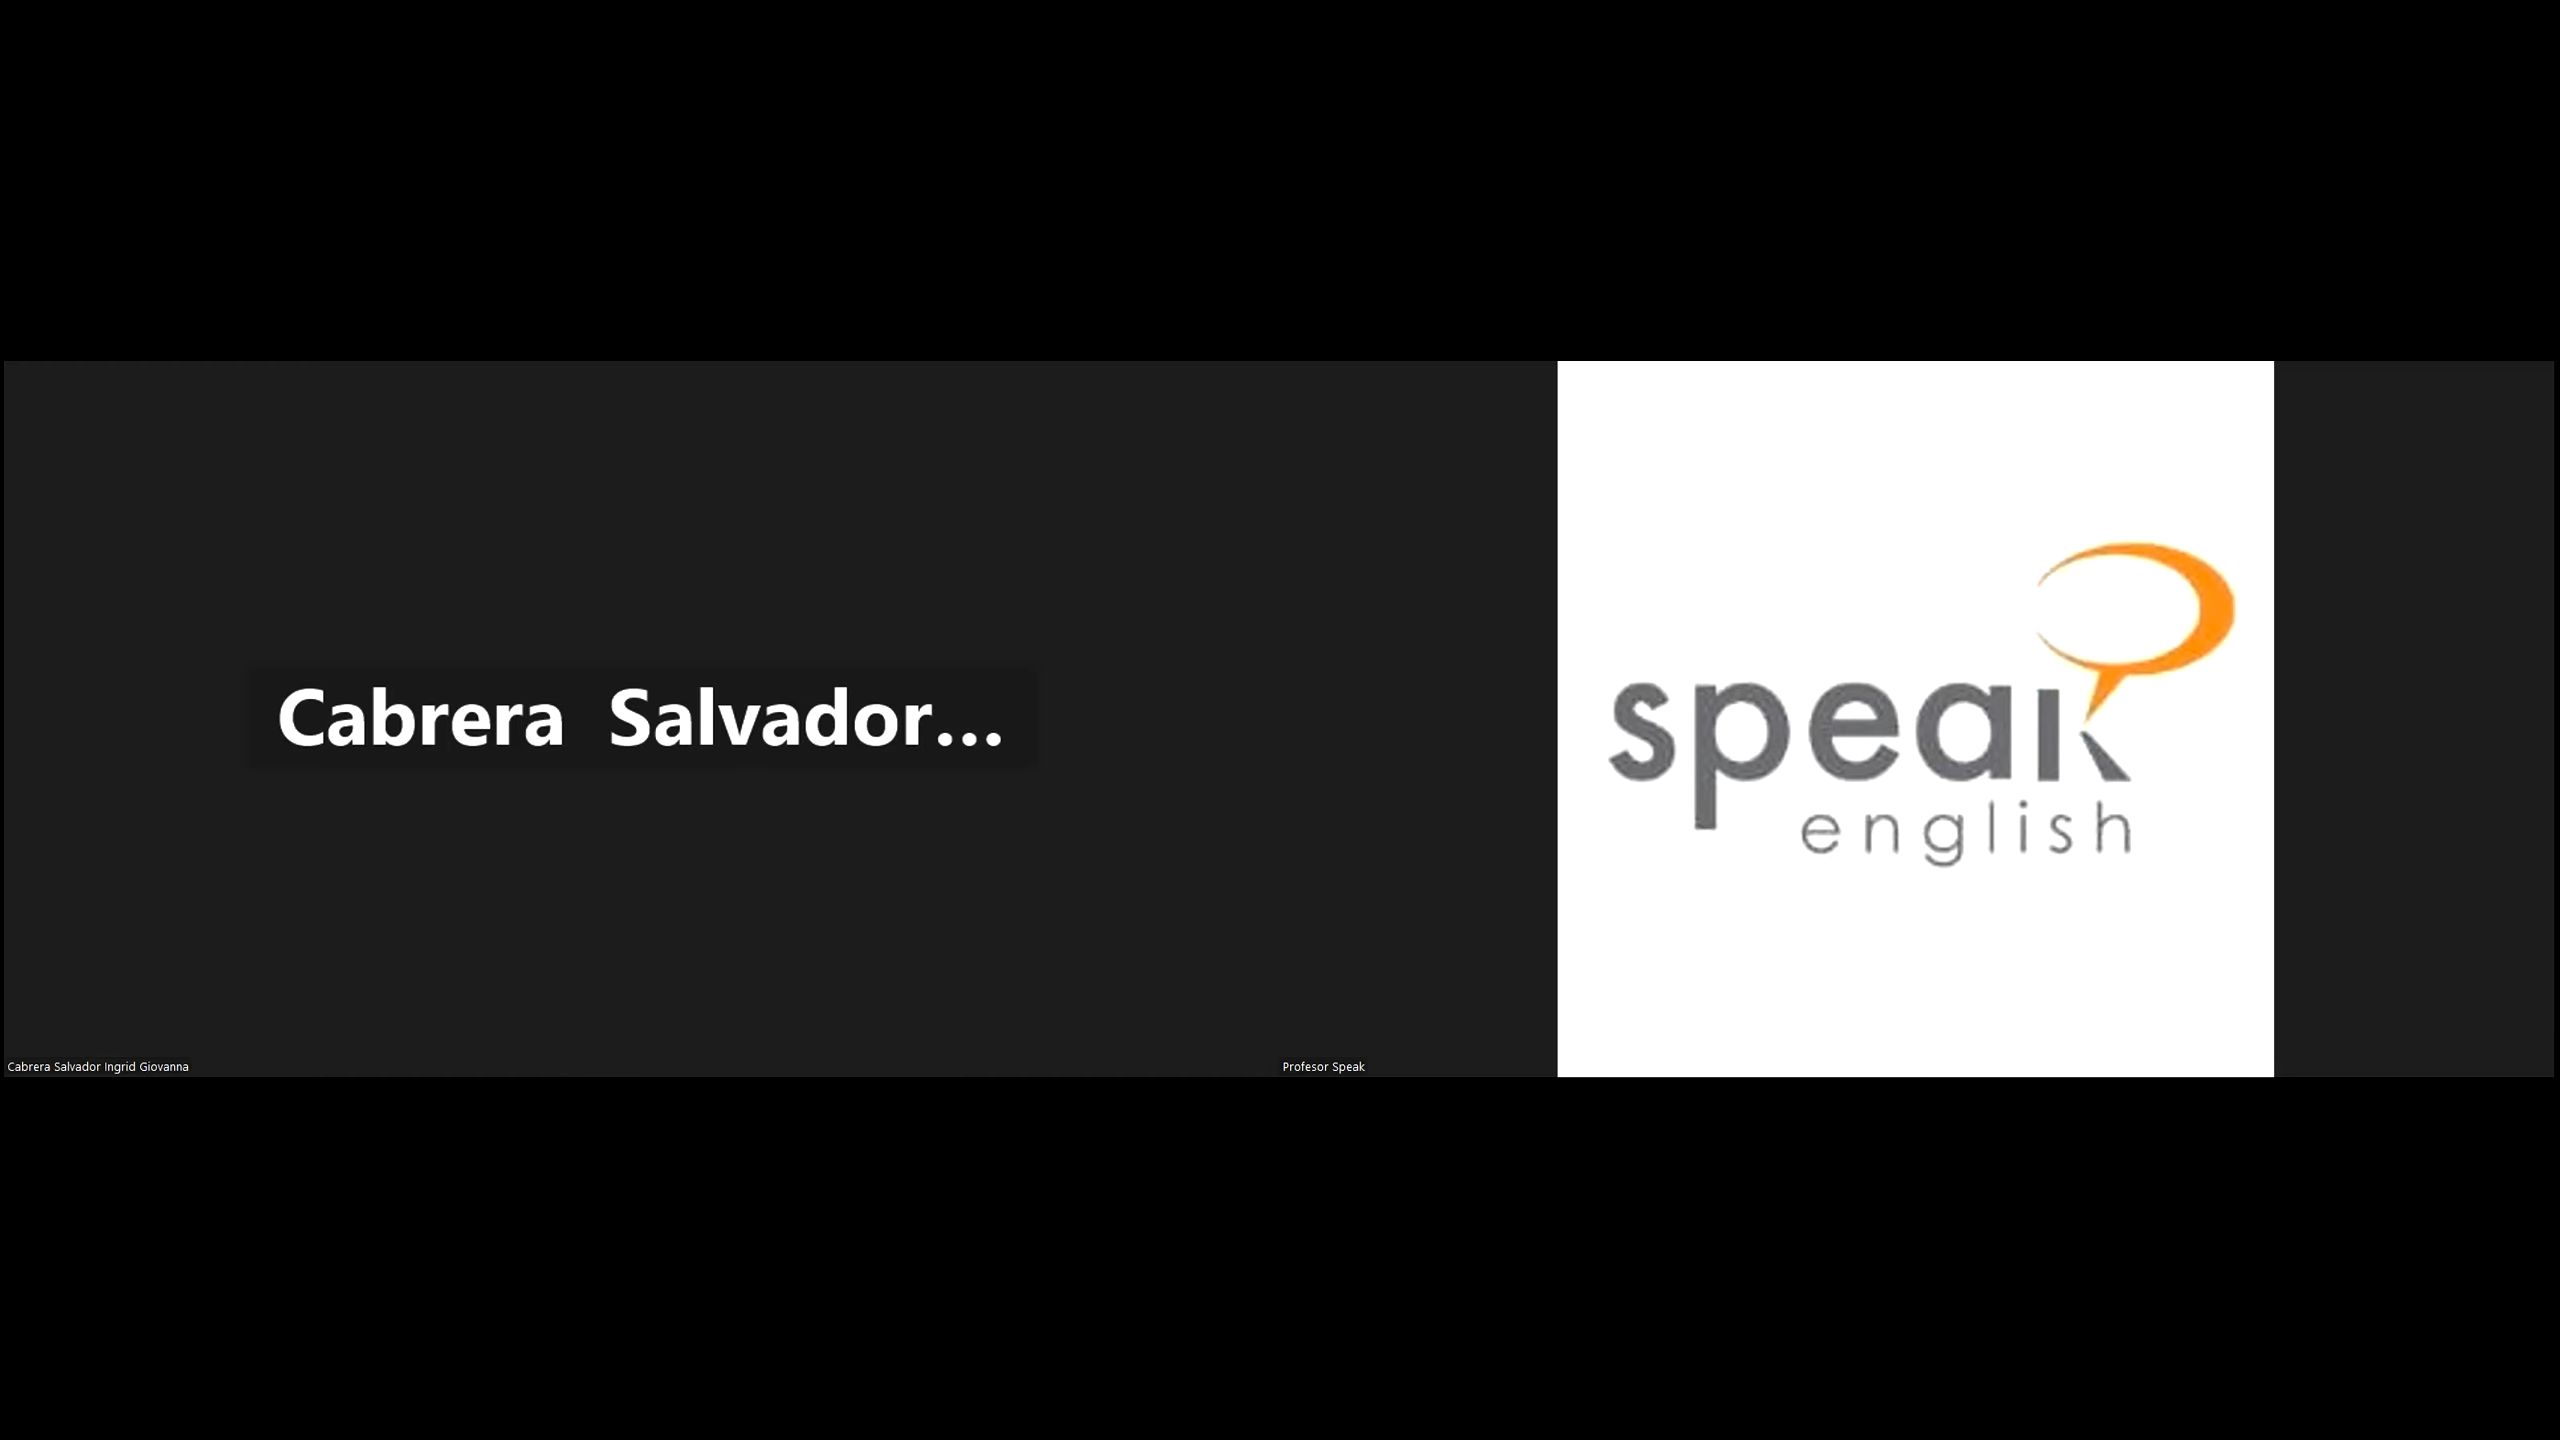 Cabrera Salvador...
speak
english
Cabrera Salvador Ingrid Giovanna
Profesor Speak